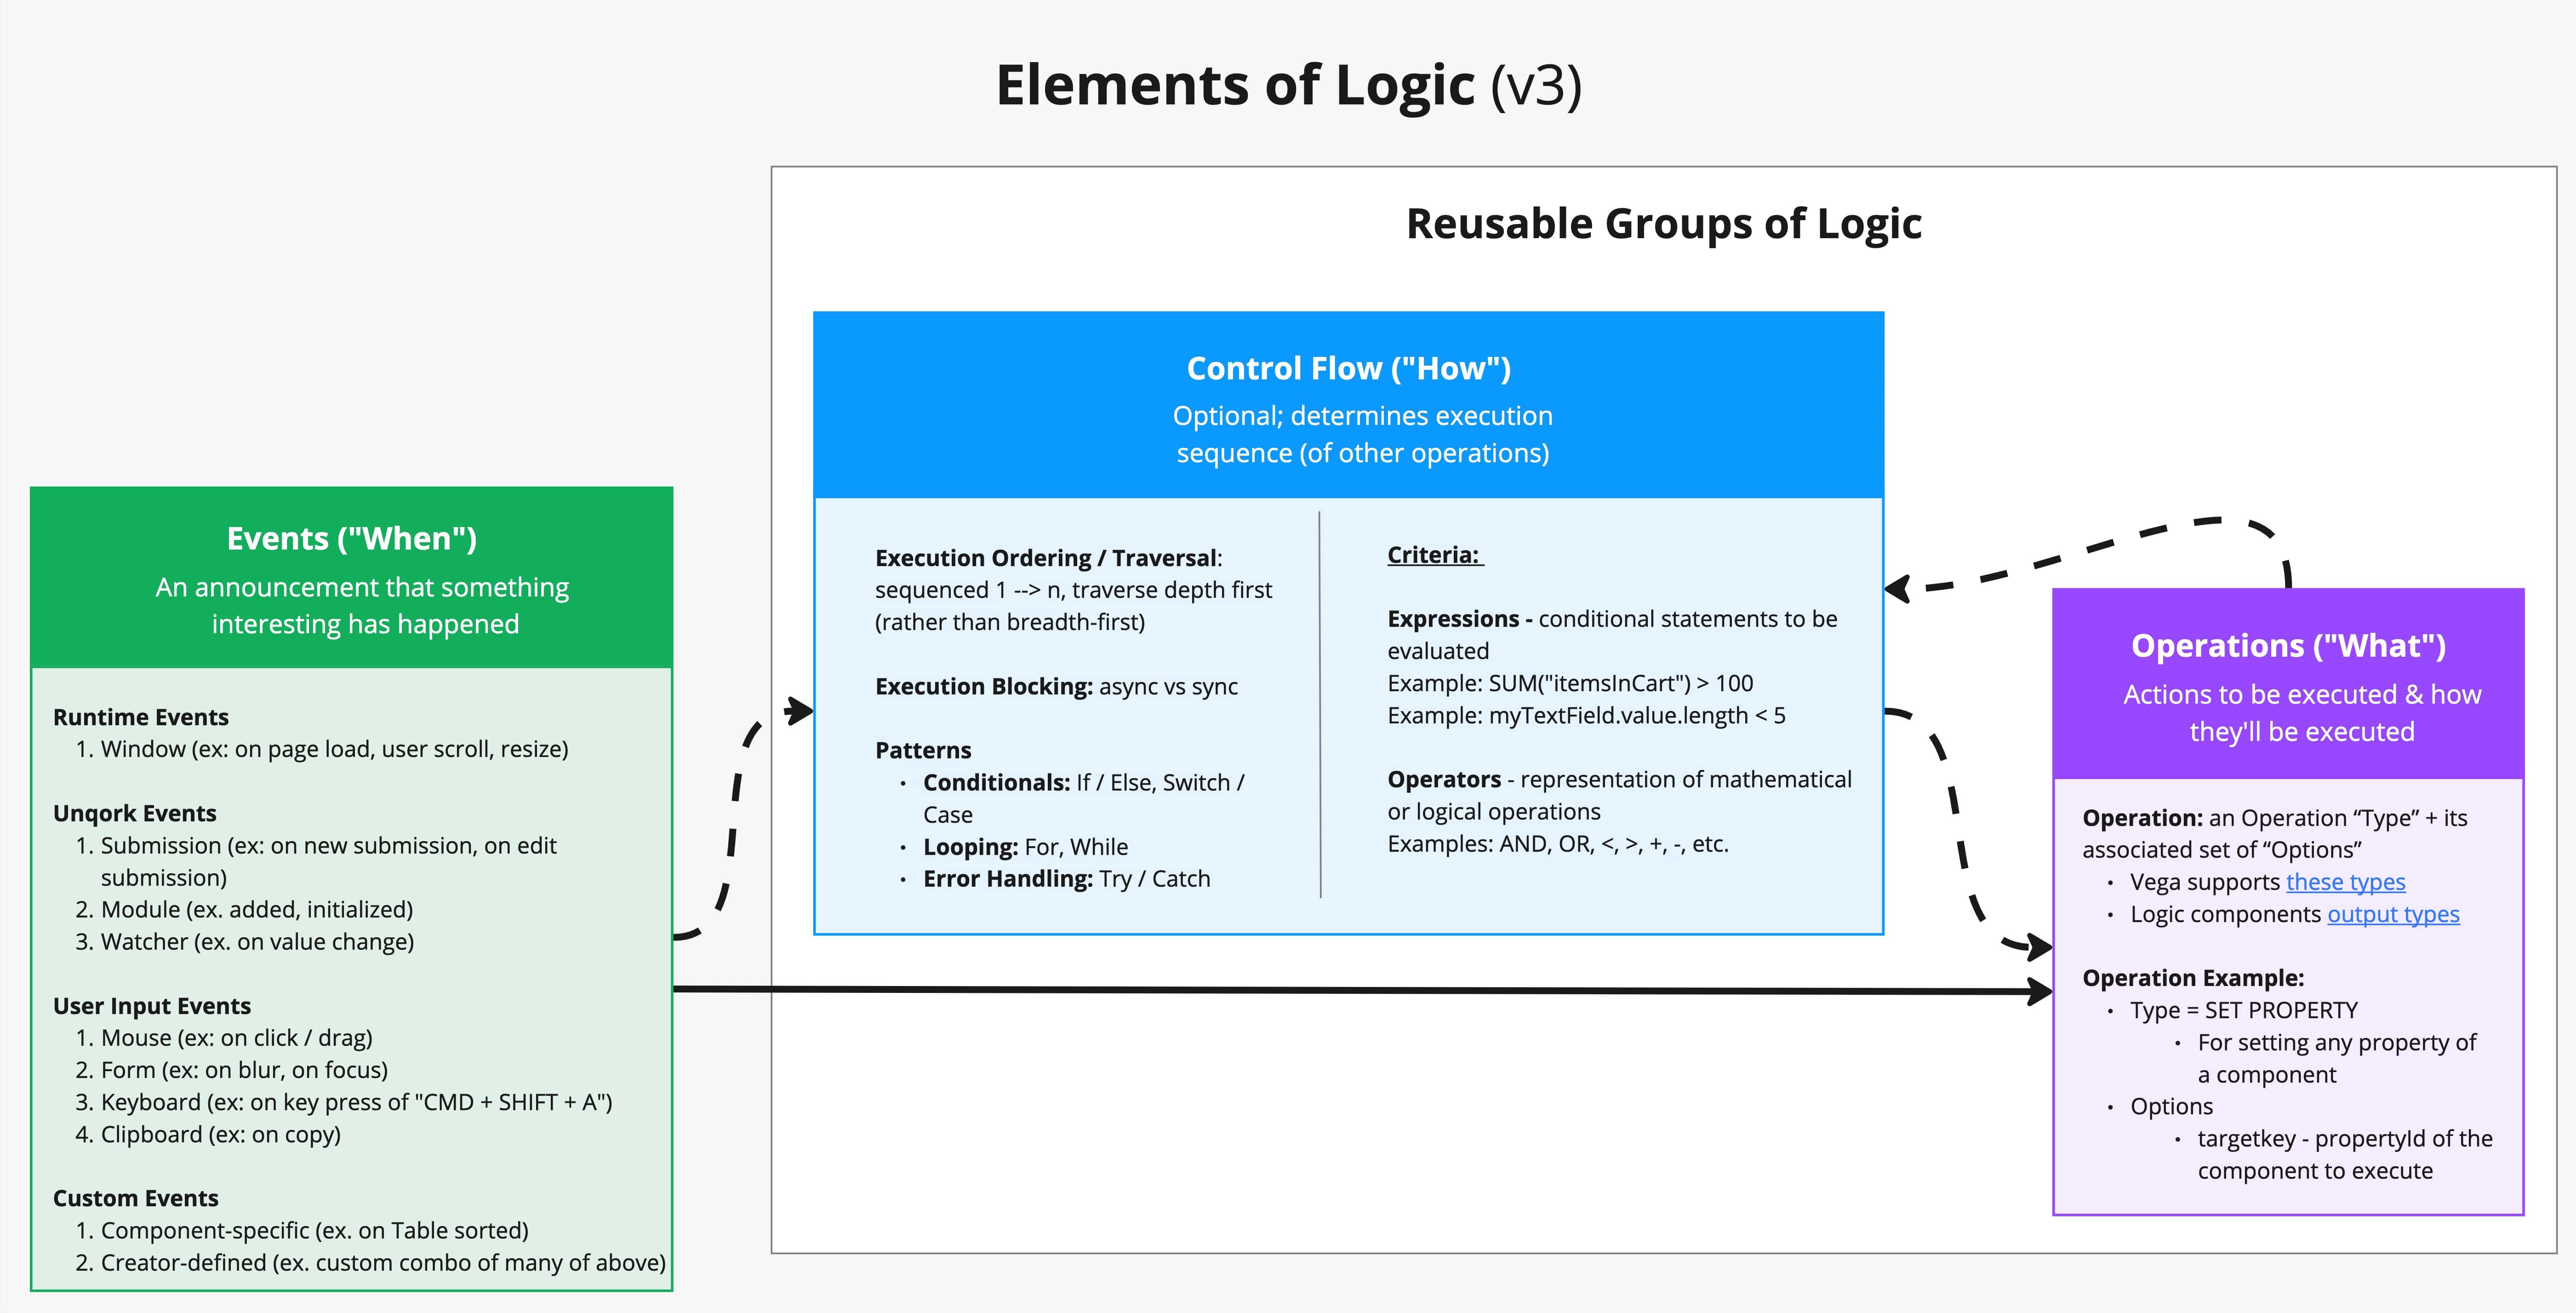 Elements of Logic (v3)
Reusable Groups of Logic
Events ("When")
An announcement that something
interesting has happened
Runtime Events
1. Window (ex: on page load, user scroll, resize)
Unqork Events
1. Submission (ex: on new submission, on edit
submission)
2. Module (ex. added, initialized)
3. Watcher (ex. on value change)
User Input Events
1. Mouse (ex: on click / drag)
2. Form (ex: on blur, on focus)
3. Keyboard (ex: on key press of "CMD + SHIFT + A")
4. Clipboard (ex: on copy)
Custom Events
1. Component-specific (ex. on Table sorted)
2. Creator-defined (ex. custom combo of many of above)
Control Flow ("How")
Optional; determines execution
sequence (of other operations)
Execution Ordering / Traversal:
sequenced 1 --> n, traverse depth first
(rather than breadth-first)
Execution Blocking: async vs sync
Patterns
• Conditionals: If / Else, Switch /
Case
• Looping: For, While
• Error Handling: Try / Catch
Criteria:
Expressions - conditional statements to be
evaluated
Example: SUM("itemsInCart") > 100
Example: myTextField.value.length < 5
Operators - representation of mathematical
or logical operations
Examples: AND, OR, <, >, +, -, etc.
Operations ("What")
Actions to be executed & how
they'll be executed
Operation: an Operation “Type” + its
associated set of “Options”
• Vega supports these types
• Logic components output types
Operation Example:
• Type = SET PROPERTY
• For setting any property of
a component
• Options
• targetkey - propertyId of the
component to execute